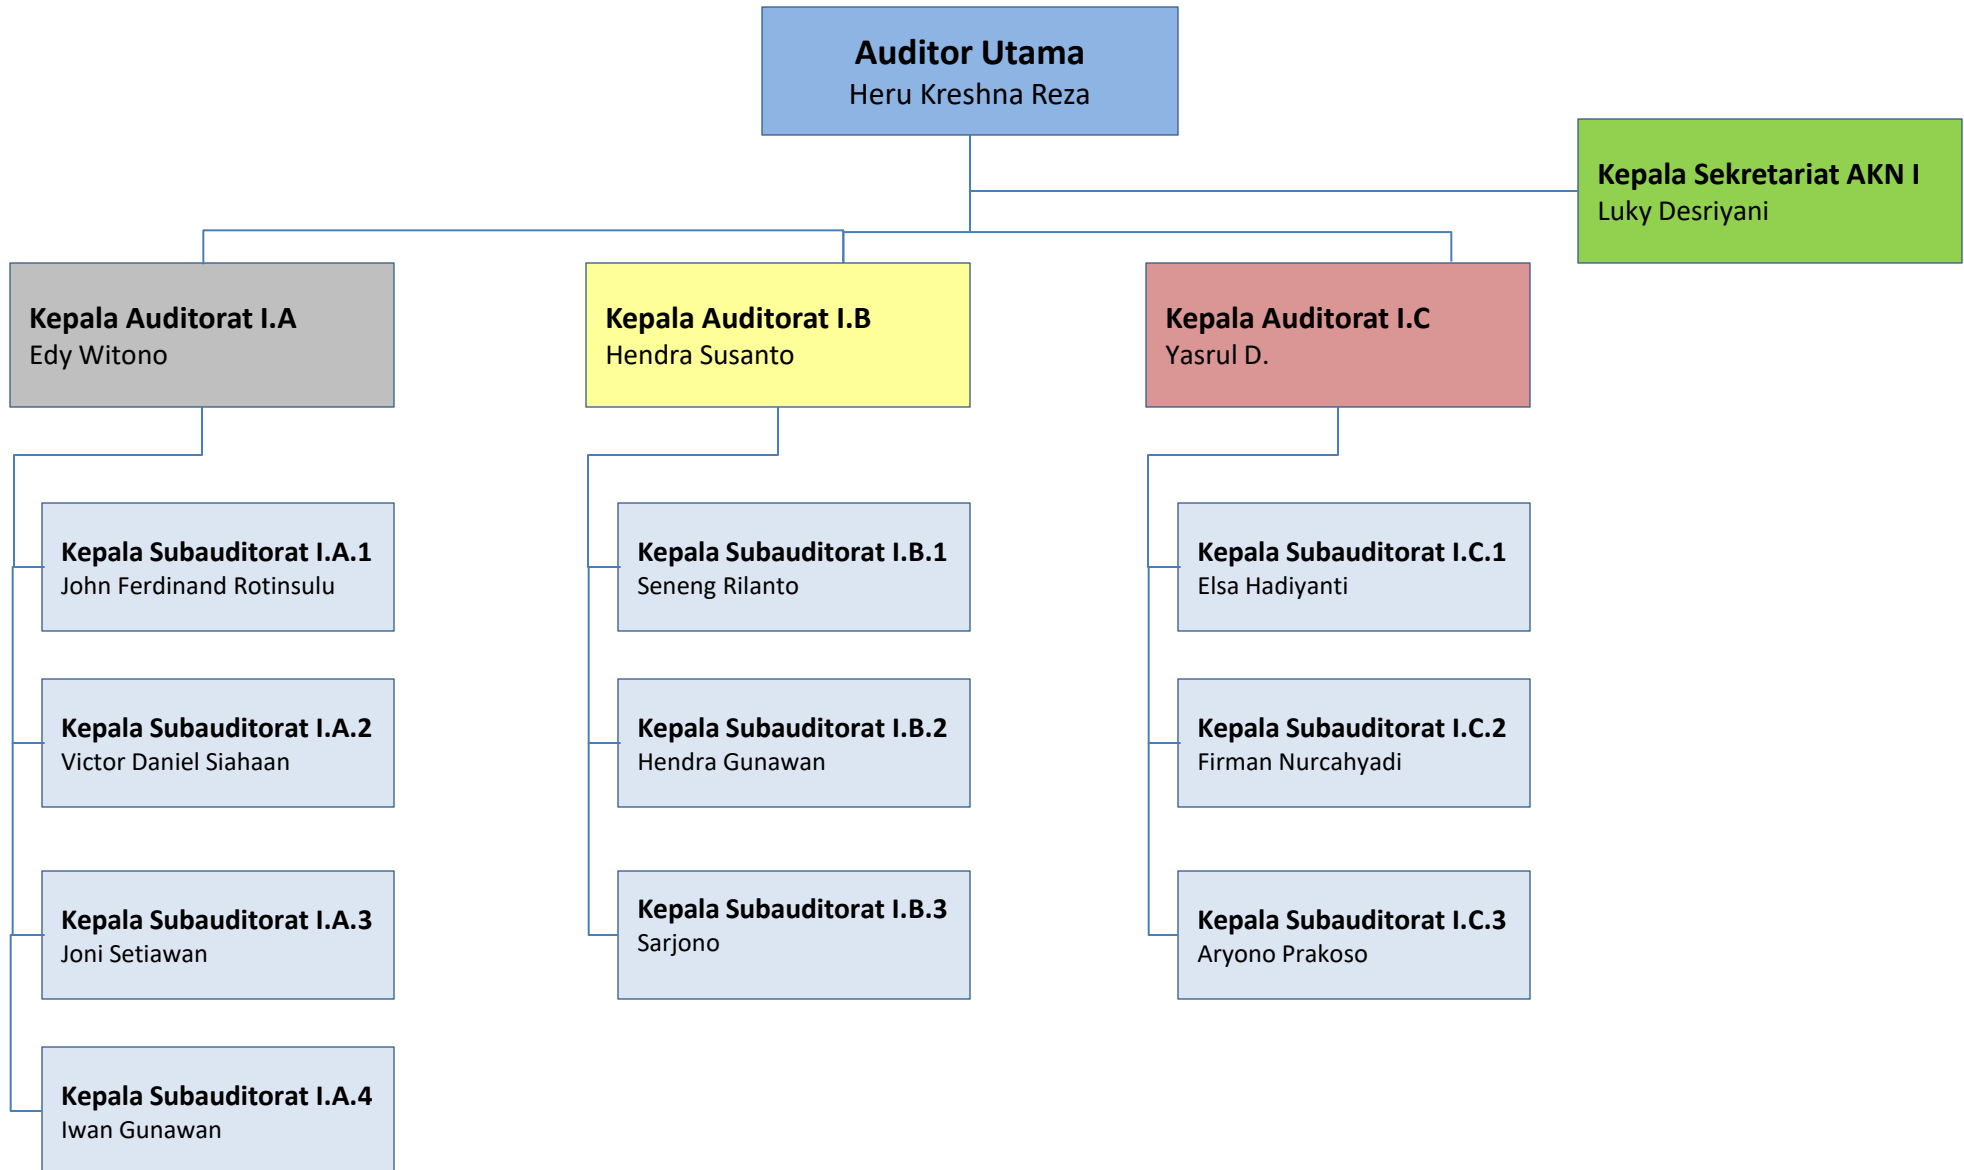 Auditor Utama
Heru Kreshna Reza
Kepala Sekretariat AKN I
Luky Desriyani
Kepala Auditorat I.A
Edy Witono
Kepala Auditorat I.B
Hendra Susanto
Kepala Auditorat I.C
Yasrul D.
Kepala Subauditorat I.A.1
John Ferdinand Rotinsulu
Kepala Subauditorat I.B.1
Seneng Rilanto
Kepala Subauditorat I.C.1
Elsa Hadiyanti
Kepala Subauditorat I.A.2
Victor Daniel Siahaan
Kepala Subauditorat I.B.2
Hendra Gunawan
Kepala Subauditorat I.C.2
Firman Nurcahyadi
Kepala Subauditorat I.A.3
Joni Setiawan
Kepala Subauditorat I.B.3
Sarjono
Kepala Subauditorat I.C.3
Aryono Prakoso
Kepala Subauditorat I.A.4
Iwan Gunawan